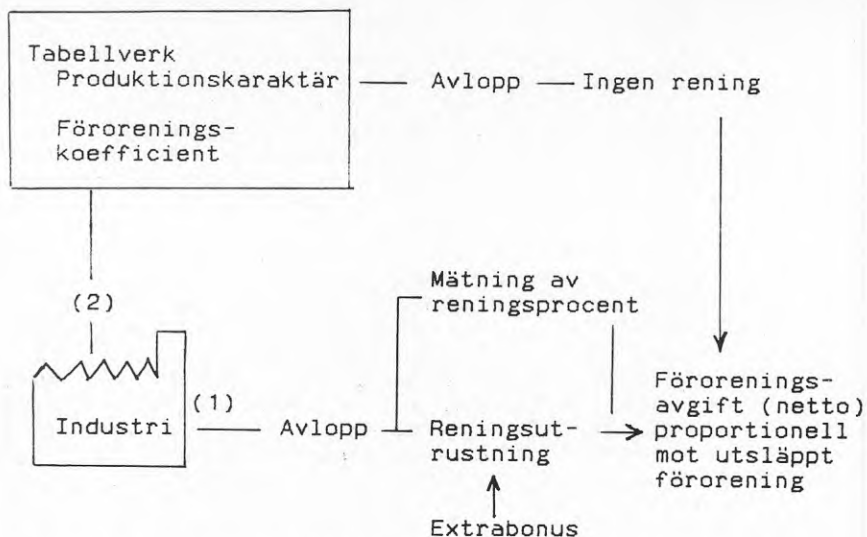 Tabellverk
Produktionskaraktär
Avlopp
Ingen rening
Förorenings-
koefficient
(2)
Mätning av
reningsprocent
Industri
(1)
Avlopp
Reningsut-
rustning
Förorenings-
avgift (netto)
proportionell
mot utsläppt
förorening
Extrabonus